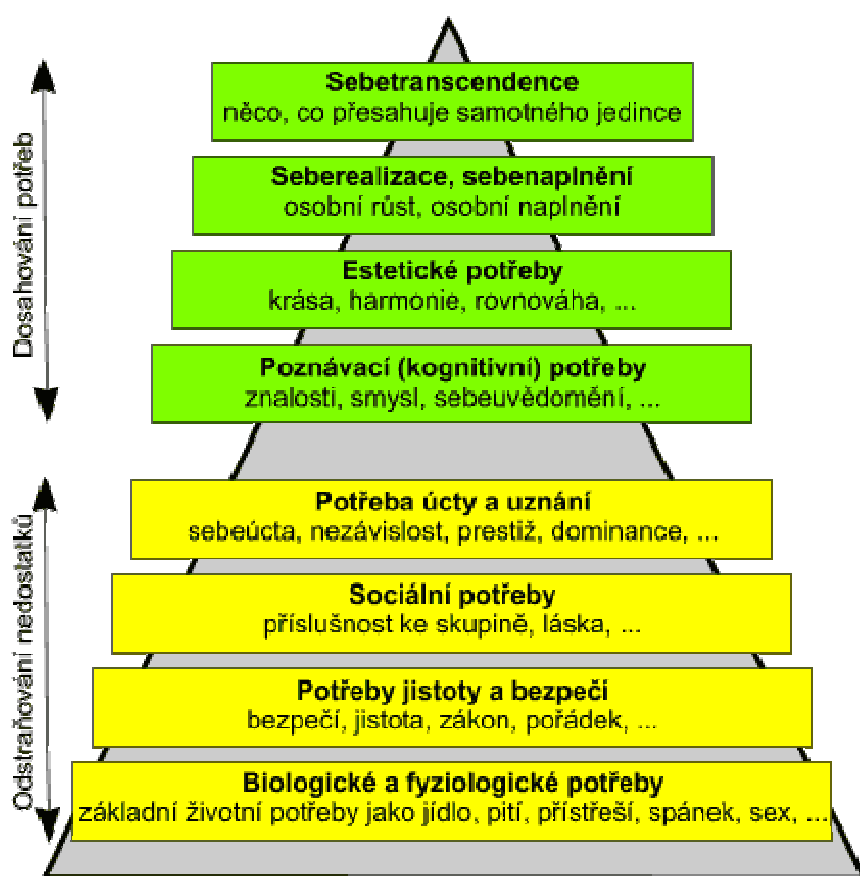 Sebetranscendence
něco, co přesahuje samotného jedince
Seberealizace, sebenaplnění
osobní růst, osobní naplnění
Estetické potřeby
krása, harmonie, rovnováha, ...
Poznávací (kognitivní) potřeby
znalosti, smysl, sebeuvědomění, ...
Dosahování potřeb
Potřeba úcty a uznání
sebeúcta, nezávislost, prestiž, dominance, ...
Sociální potřeby
příslušnost ke skupině, láska, ...
Potřeby jistoty a bezpečí
bezpečí, jistota, zákon, pořádek, ...
Biologické a fyziologické potřeby
základní životní potřeby jako jídlo, pití, přístřeší, spánek, sex, ...
Odstraňování nedostatků